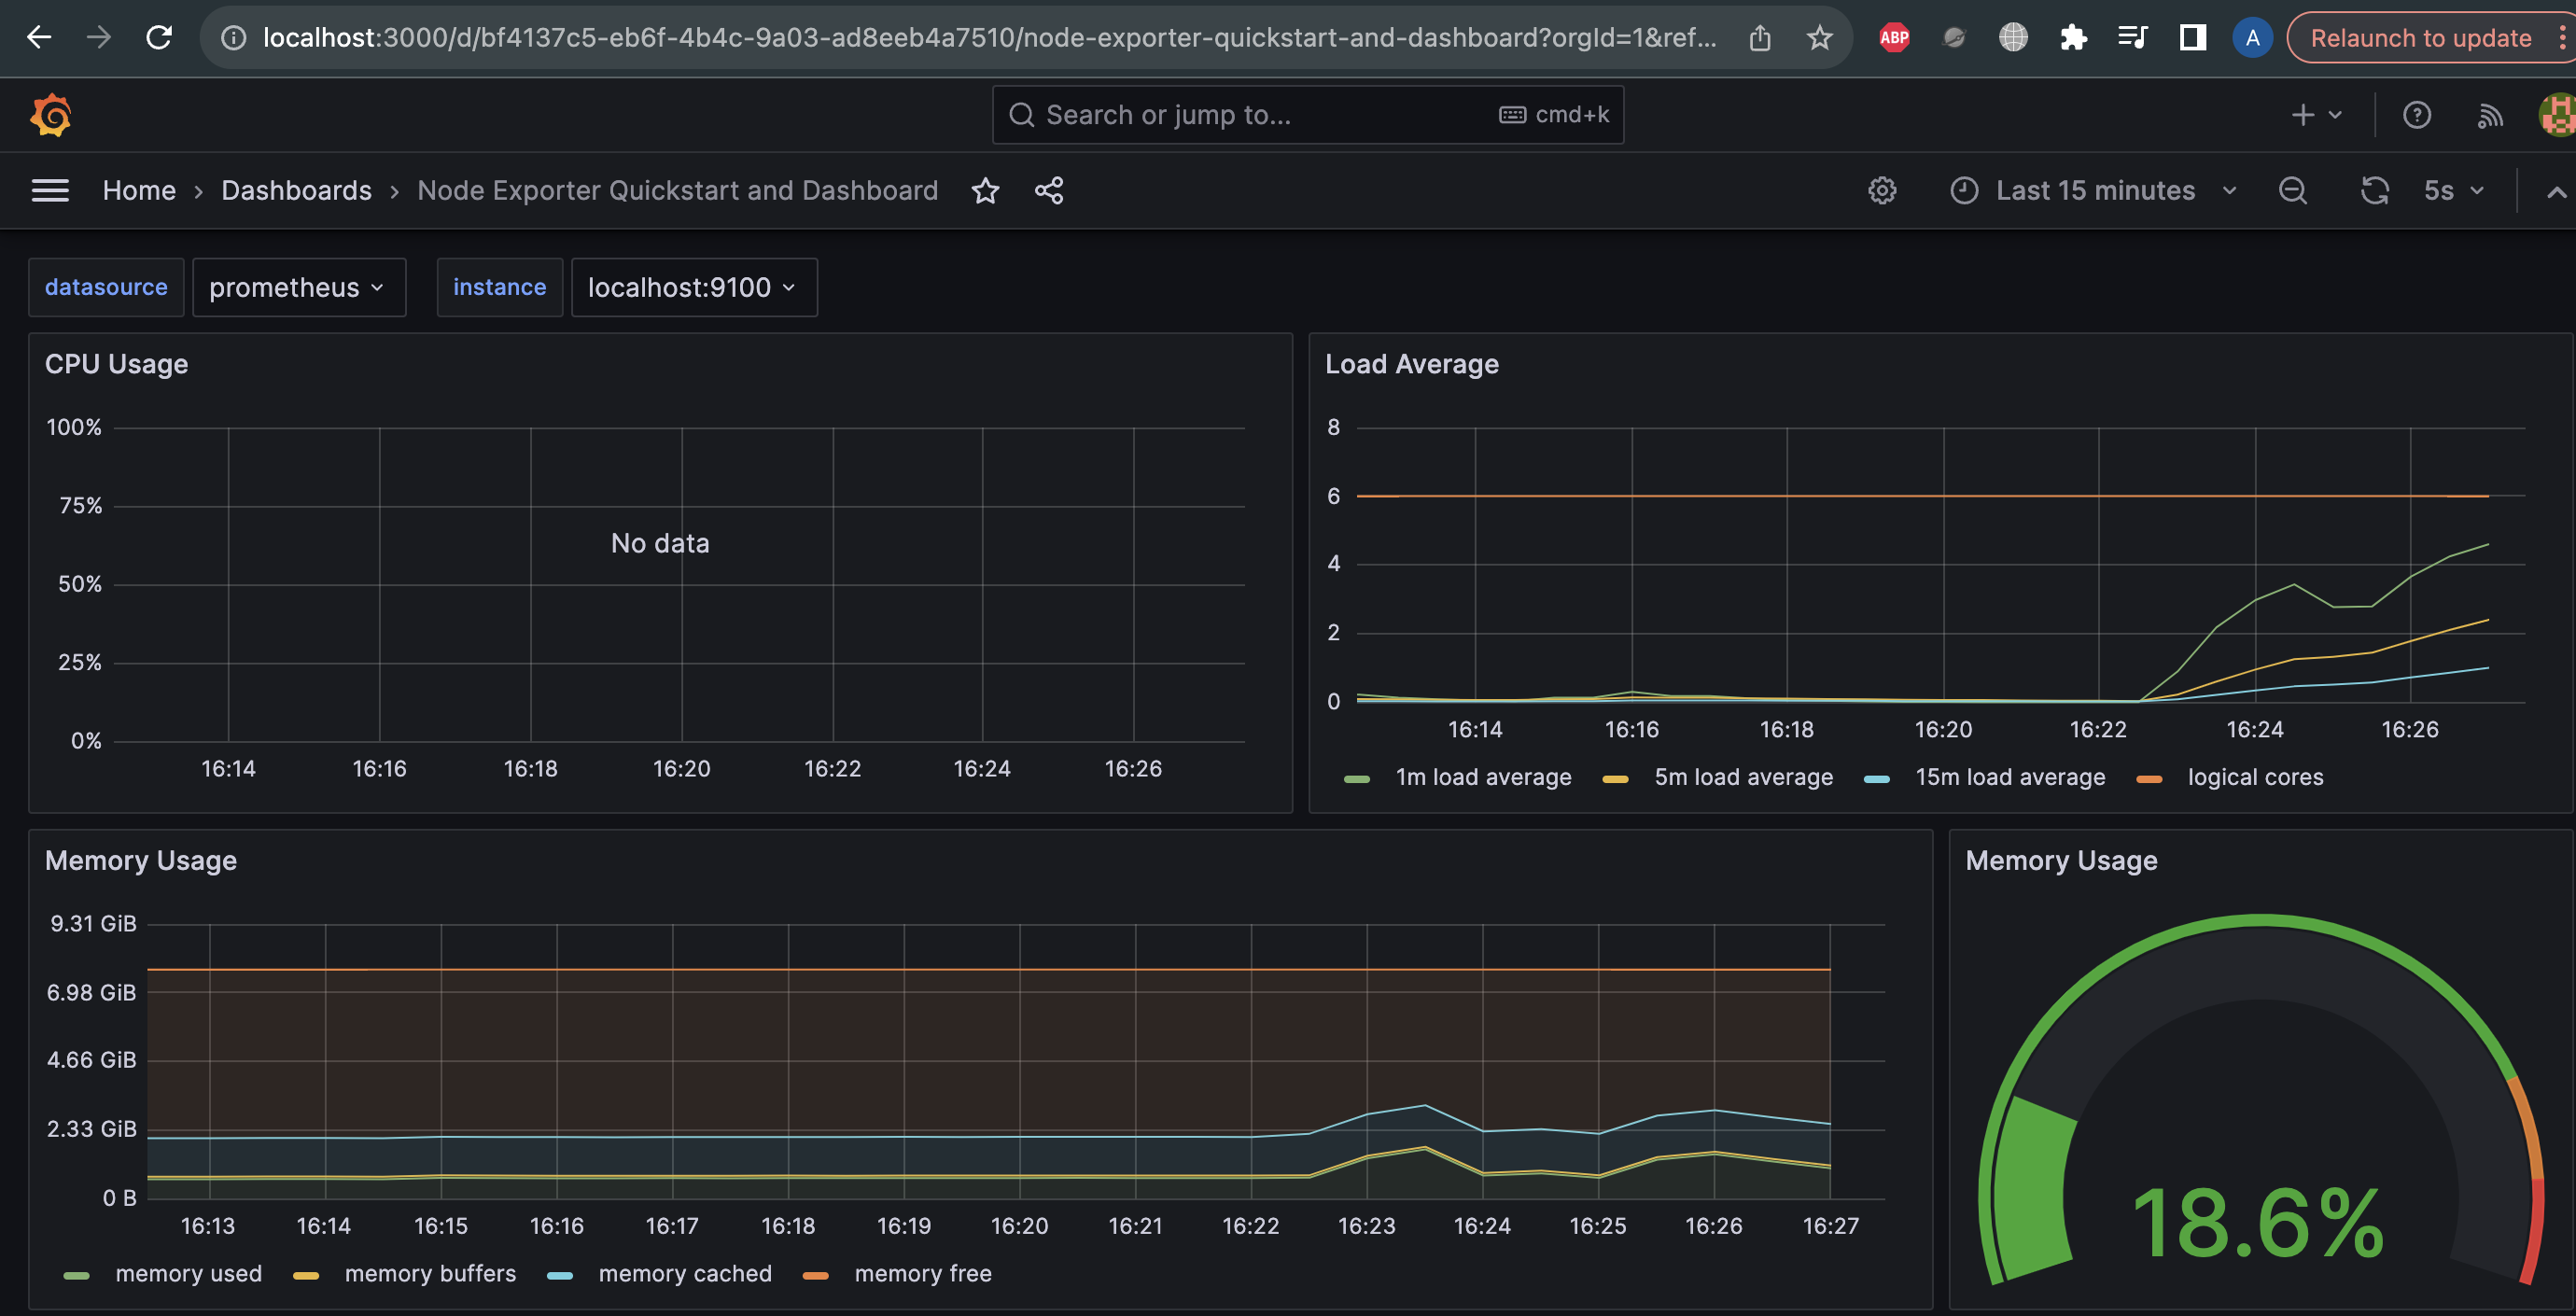 localhost:3000/d/bf4137c5-eb6f-4b4c-9a03-ad8eeb4a7510/node-exporter-quickstart-and-dashboard?orgId=1&ref...
ABP
A
Relaunch to update
Search or jump to...
cmd+k
Home › Dashboards › Node Exporter Quickstart and Dashboard
Last 15 minutes
5s
datasource
prometheus
instance
localhost:9100
CPU Usage
100%
75%
50%
25%
0%
No data
16:14 16:16 16:18 16:20 16:22 16:24 16:26
Load Average
8
6
4
2
0
16:14 16:16 16:18 16:20 16:22 16:24 16:26
1m load average 5m load average 15m load average logical cores
Memory Usage
9.31 GiB
6.98 GiB
4.66 GiB
2.33 GiB
0 B
16:13 16:14 16:15 16:16 16:17 16:18 16:19 16:20 16:21 16:22 16:23 16:24 16:25 16:26 16:27
memory used memory buffers memory cached memory free
Memory Usage
18.6%